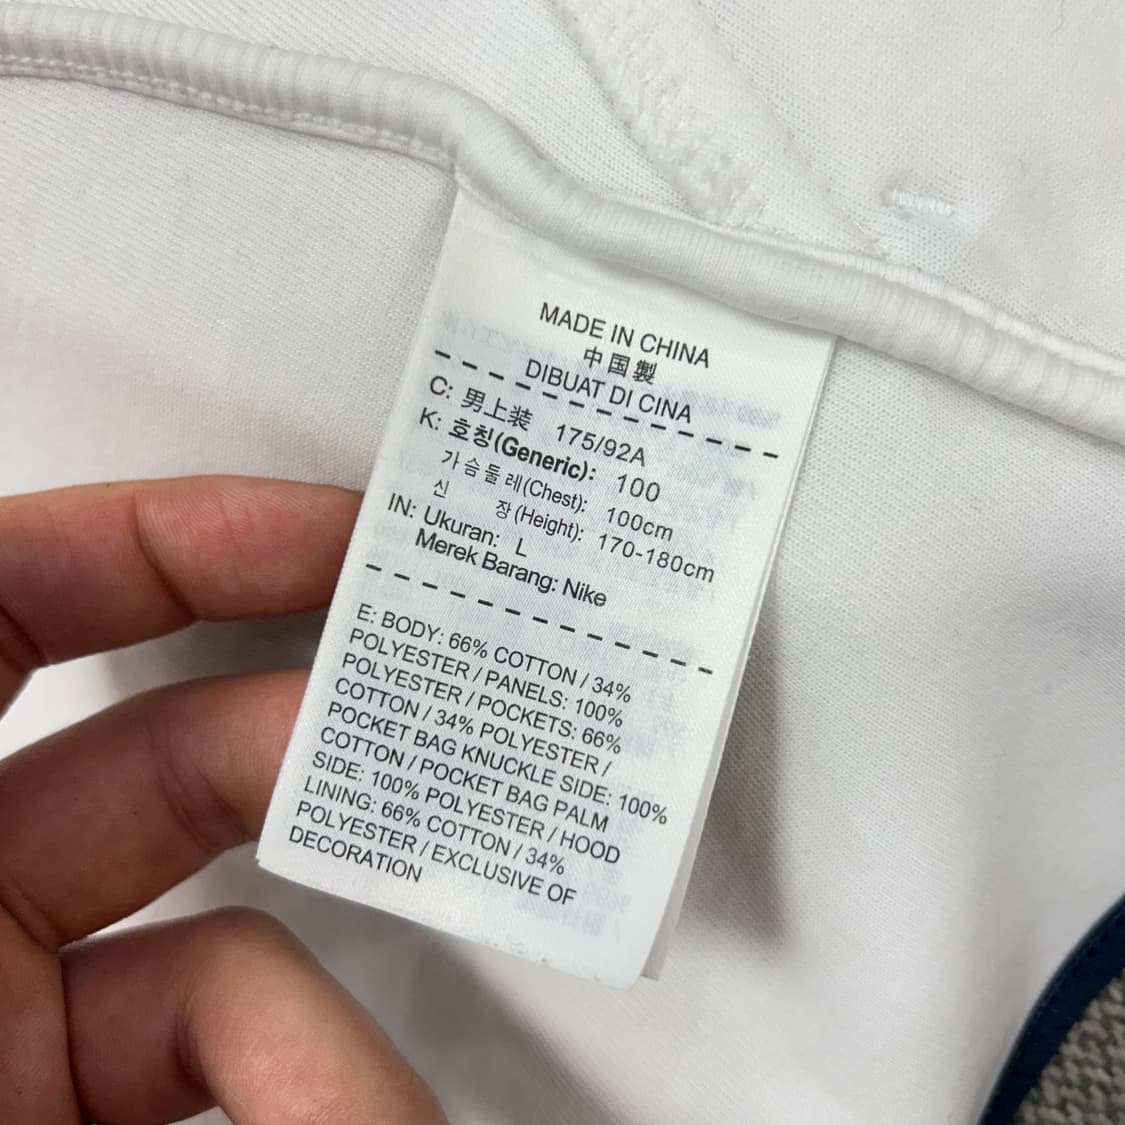 MADE IN CHINA
中国製
DIBUAT DI CINA
C: 男上装 175/92A
K: 호칭(Generic): 100
가슴둘레(Chest): 100cm
신 장(Height): 170-180cm
IN: Ukuran: L
Merek Barang: Nike
E: BODY: 66% COTTON / 34%
POLYESTER / PANELS: 100%
POLYESTER / POCKETS: 66%
COTTON / 34% POLYESTER /
POCKET BAG KNUCKLE SIDE: 100%
COTTON / POCKET BAG PALM
SIDE: 100% POLYESTER / HOOD
LINING: 66% COTTON / 34%
POLYESTER / EXCLUSIVE OF
DECORATION